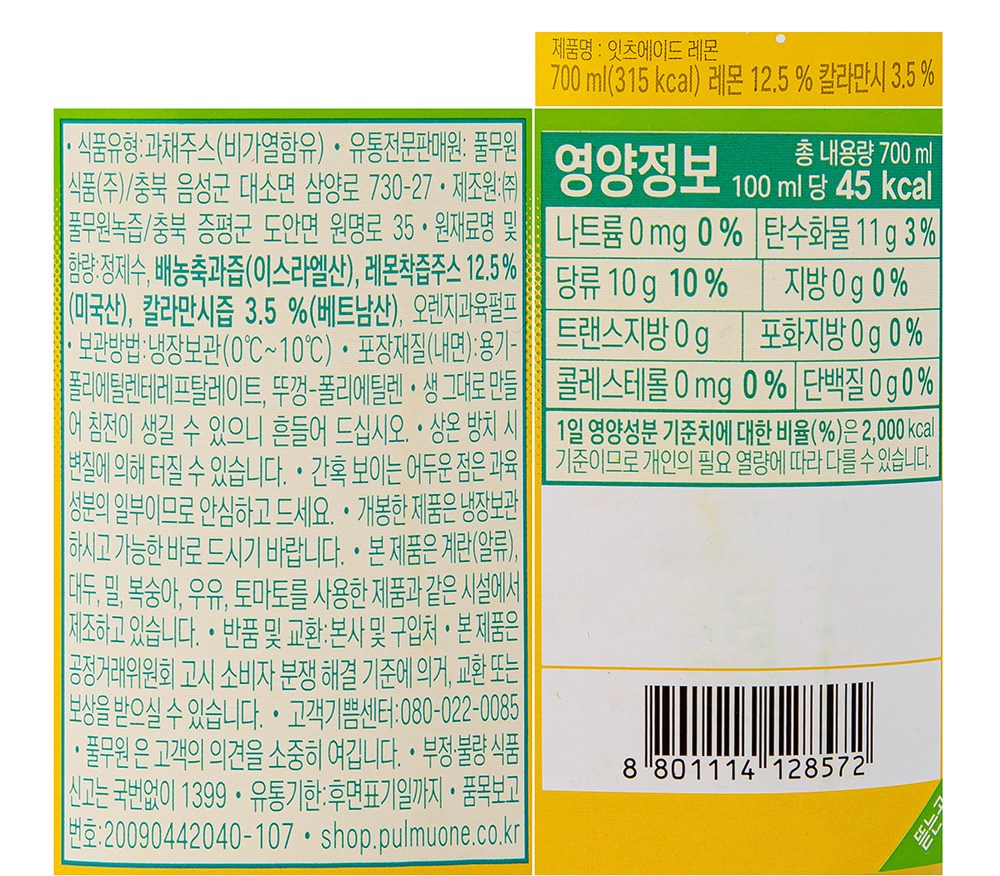 제품명 : 잇츠에이드 레몬
700 ml(315 kcal) 레몬 12.5 % 칼라만시 3.5 %
• 식품유형:과채주스(비가열함유) • 유통전문판매원: 풀무원
식품(주)/충북 음성군 대소면 삼양로 730-27 • 제조원:㈜
풀무원녹즙/충북 증평군 도안면 원명로 35 • 원재료명 및
함량:정제수, 배농축과즙(이스라엘산), 레몬착즙주스 12.5%
(미국산), 칼라만시즙 3.5 %(베트남산), 오렌지과육펄프
• 보관방법:냉장보관(0℃~10℃) • 포장재질(내면):용기-
폴리에틸렌테레프탈레이트, 뚜껑-폴리에틸렌 • 생 그대로 만들
어 침전이 생길 수 있으니 흔들어 드십시오. • 상온 방치 시
변질에 의해 터질 수 있습니다. • 간혹 보이는 어두운 점은 과육
성분의 일부이므로 안심하고 드세요. • 개봉한 제품은 냉장보관
하시고 가능한 바로 드시기 바랍니다. • 본 제품은 계란(알류),
대두, 밀, 복숭아, 우유, 토마토를 사용한 제품과 같은 시설에서
제조하고 있습니다. • 반품 및 교환:본사 및 구입처 • 본 제품은
공정거래위원회 고시 소비자 분쟁 해결 기준에 의거, 교환 또는
보상을 받으실 수 있습니다. • 고객기쁨센터:080-022-0085
• 풀무원 은 고객의 의견을 소중히 여깁니다. • 부정·불량 식품
신고는 국번없이 1399 • 유통기한:후면표기일까지 • 품목보고
번호:20090442040-107 • shop.pulmuone.co.kr
영양정보 총 내용량 700 ml
100 ml 당 45 kcal
나트륨 0 mg 0 % 탄수화물 11 g 3 %
당류 10 g 10 % 지방 0 g 0 %
트랜스지방 0 g 포화지방 0 g 0 %
콜레스테롤 0 mg 0 % 단백질 0 g 0 %
1일 영양성분 기준치에 대한 비율(%)은 2,000 kcal
기준이므로 개인의 필요 열량에 따라 다를 수 있습니다.
8 801114 128572
뜯는곳